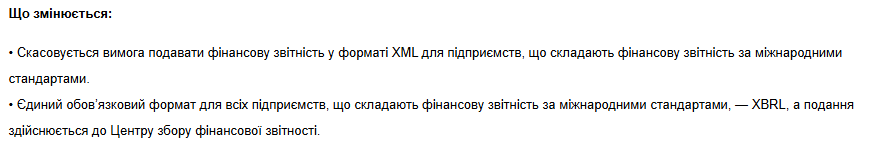 Що змінюється:
• Скасовується вимога подавати фінансову звітність у форматі XML для підприємств, що складають фінансову звітність за міжнародними
стандартами.
• Єдиний обов'язковий формат для всіх підприємств, що складають фінансову звітність за міжнародними стандартами, — XBRL, а подання
здійснюється до Центру збору фінансової звітності.